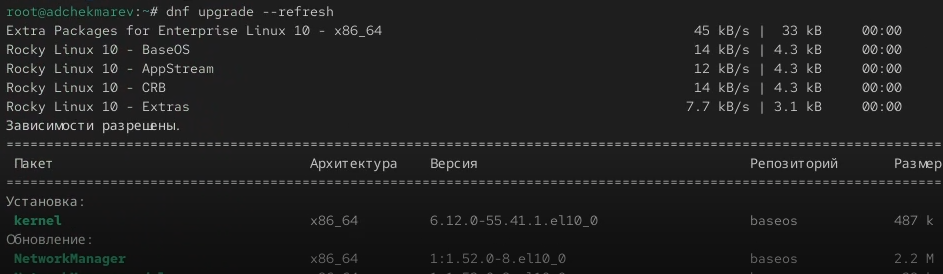 root@adchekmarev:~# dnf upgrade --refresh
Extra Packages for Enterprise Linux 10 - x86_64 45 kB/s | 33 kB 00:00
Rocky Linux 10 - BaseOS 14 kB/s | 4.3 kB 00:00
Rocky Linux 10 - AppStream 12 kB/s | 4.3 kB 00:00
Rocky Linux 10 - CRB 14 kB/s | 4.3 kB 00:00
Rocky Linux 10 - Extras 7.7 kB/s | 3.1 kB 00:00
Зависимости разрешены.
Пакет Архитектура Версия Репозиторий Размер
Установка:
kernel x86_64 6.12.0-55.41.1.el10_0 baseos 487 k
Обновление:
NetworkManager x86_64 1:1.52.0-8.el10_0 baseos 2.2 M